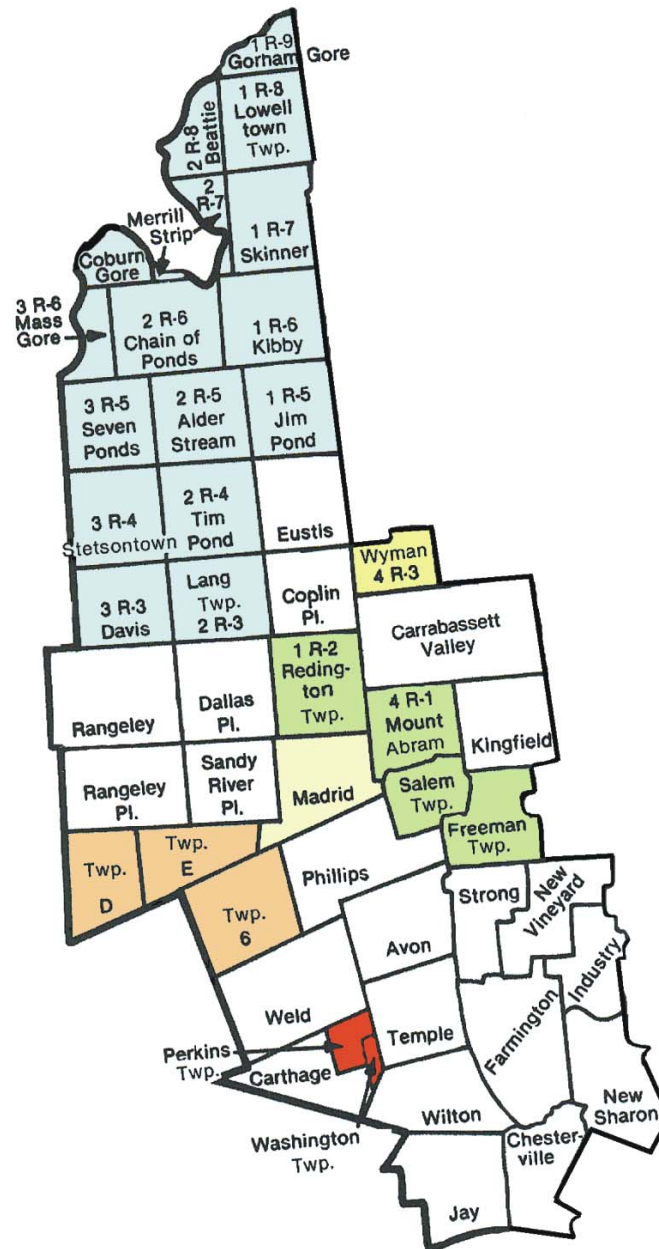 1 R-9
Gorham Gore
1 R-8
Lowell
town
Twp.
2 R-8
Beattie
2
R-7
Merrill
Strip
1 R-7
Skinner
Coburn
Gore
3 R-6
Mass
Gore
2 R-6
Chain of
Ponds
1 R-6
Kibby
3 R-5
Seven
Ponds
2 R-5
Alder
Stream
1 R-5
Jim
Pond
3 R-4
Stetsontown
2 R-4
Tim
Pond
Eustis
Wyman
4 R-3
3 R-3
Davis
Lang
Twp.
2 R-3
Coplin
Pl.
Carrabassett
Valley
Rangeley
Dallas
Pl.
1 R-2
Reding-
ton
Twp.
4 R-1
Mount
Abram
Kingfield
Rangeley
Pl.
Sandy
River
Pl.
Madrid
Salem
Twp.
Freeman
Twp.
Twp.
D
Twp.
E
Twp.
6
Phillips
Strong
New
Vineyard
Avon
Industry
Weld
Temple
Farmington
Perkins
Twp.
Carthage
Washington
Twp.
Wilton
New
Sharon
Chester-
ville
Jay